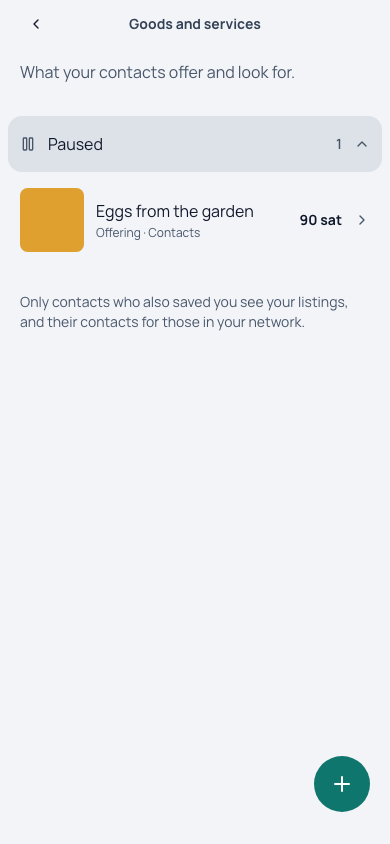 Goods and services
What your contacts offer and look for.
Paused 1
Eggs from the garden
Offering · Contacts
90 sat
Only contacts who also saved you see your listings,
and their contacts for those in your network.